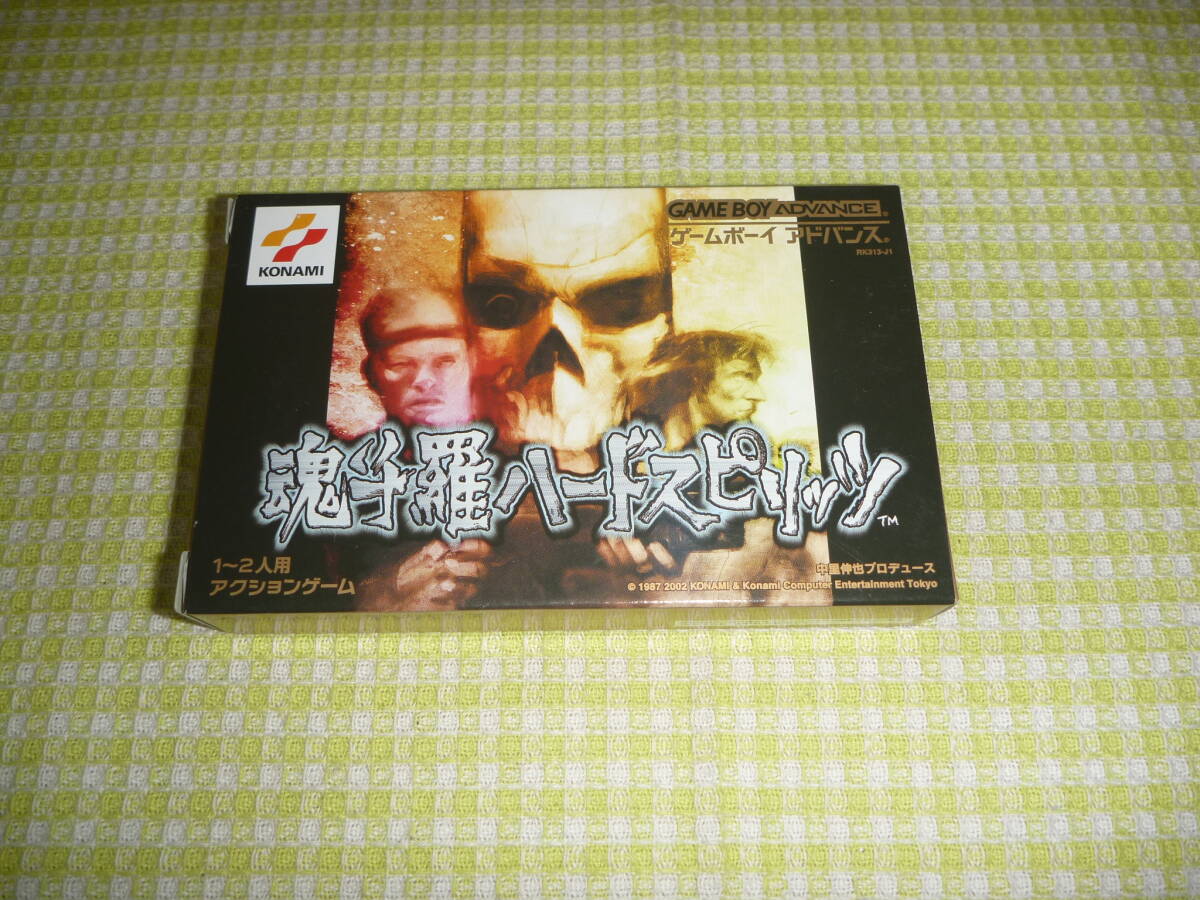 KONAMI
GAME BOY ADVANCE
ゲームボーイ アドバンス
RK313-J1
魂斗羅ハードスピリッツ™
1〜2人用
アクションゲーム
中里伸也プロデュース
© 1987 2002 KONAMI & Konami Computer Entertainment Tokyo